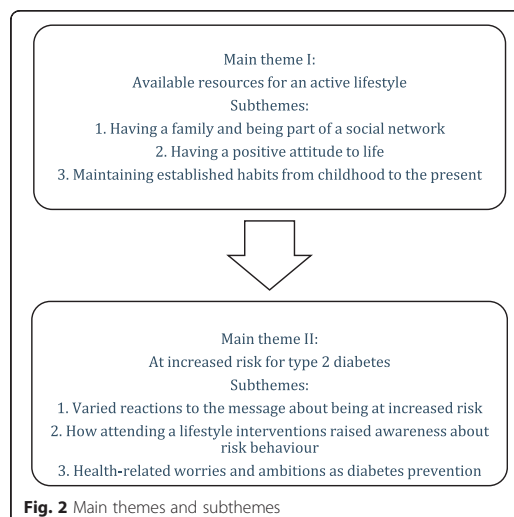 Main theme I:
Available resources for an active lifestyle
Subthemes:
1. Having a family and being part of a social network
2. Having a positive attitude to life
3. Maintaining established habits from childhood to the present
Main theme II:
At increased risk for type 2 diabetes
Subthemes:
1. Varied reactions to the message about being at increased risk
2. How attending a lifestyle interventions raised awareness about
risk behaviour
3. Health-related worries and ambitions as diabetes prevention
Fig. 2 Main themes and subthemes